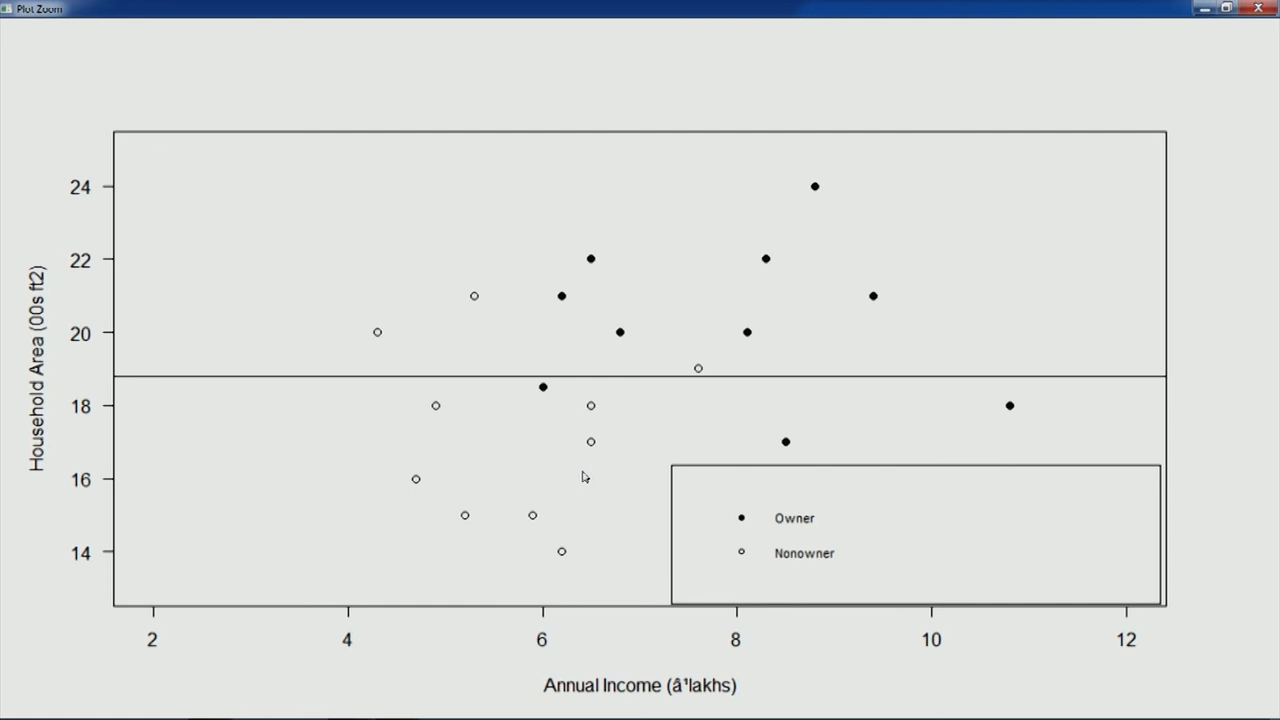 Plot Zoom
24
22
20
18
16
14
Household Area (00s ft2)
Owner
Nonowner
2 4 6 8 10 12
Annual Income (â¹lakhs)